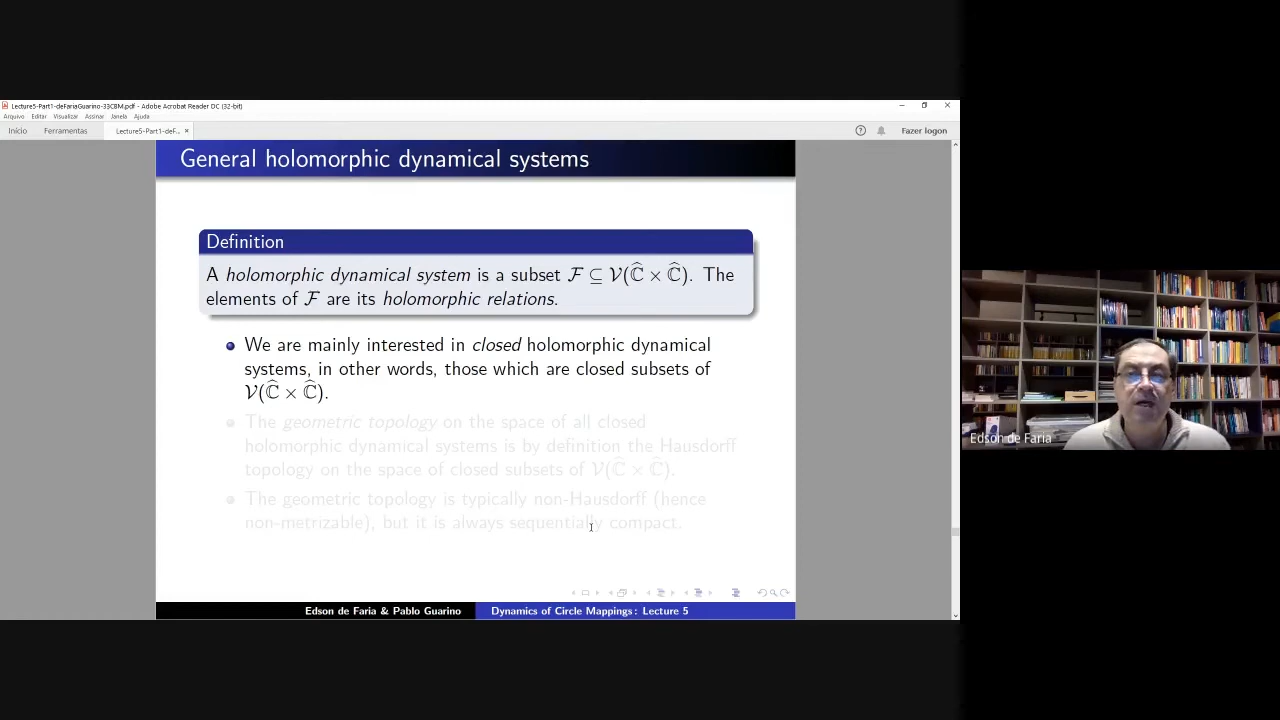 Lecture5-Part1-deFariaGuarino-33CBM.pdf - Adobe Acrobat Reader DC (32-bit)
Arquivo Editar Visualizar Assinar Janela Ajuda
Início Ferramentas Lecture5-Part1-deF... × Fazer logon
General holomorphic dynamical systems
Definition
A holomorphic dynamical system is a subset ℱ ⊆ 𝒱(ℂ̂ × ℂ̂). The
elements of ℱ are its holomorphic relations.
We are mainly interested in closed holomorphic dynamical
systems, in other words, those which are closed subsets of
𝒱(ℂ̂ × ℂ̂).
The geometric topology on the space of all closed
holomorphic dynamical systems is by definition the Hausdorff
topology on the space of closed subsets of 𝒱(ℂ̂ × ℂ̂).
The geometric topology is typically non-Hausdorff (hence
non-metrizable), but it is always sequentially compact.
Edson de Faria & Pablo Guarino Dynamics of Circle Mappings: Lecture 5
Edson de Faria